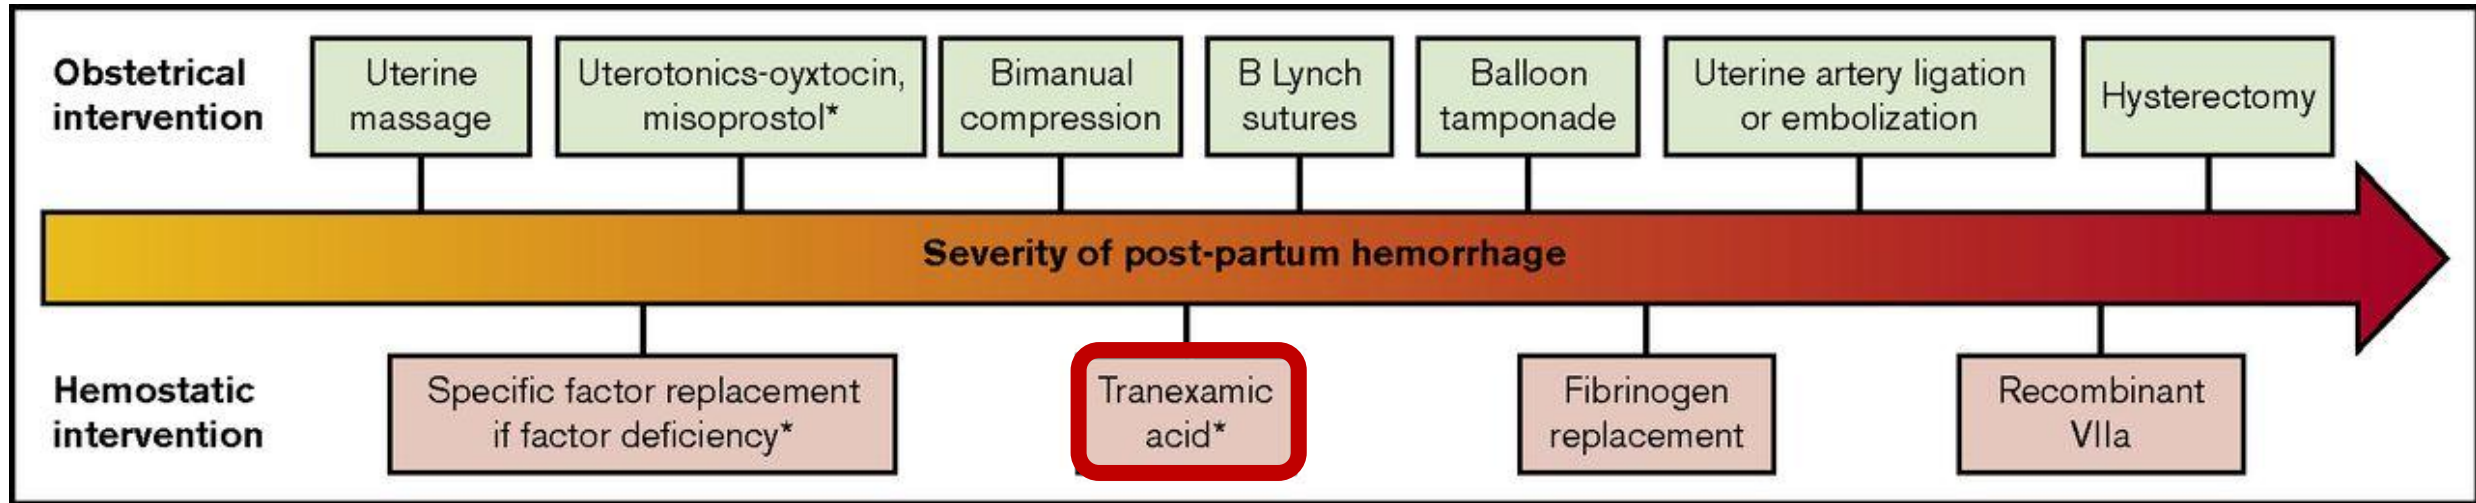 Obstetrical
intervention
Uterine
massage
Uterotonics-oyxtocin,
misoprostol*
Bimanual
compression
B Lynch
sutures
Balloon
tamponade
Uterine artery ligation
or embolization
Hysterectomy
Severity of post-partum hemorrhage
Hemostatic
intervention
Specific factor replacement
if factor deficiency*
Tranexamic
acid*
Fibrinogen
replacement
Recombinant
VIIa